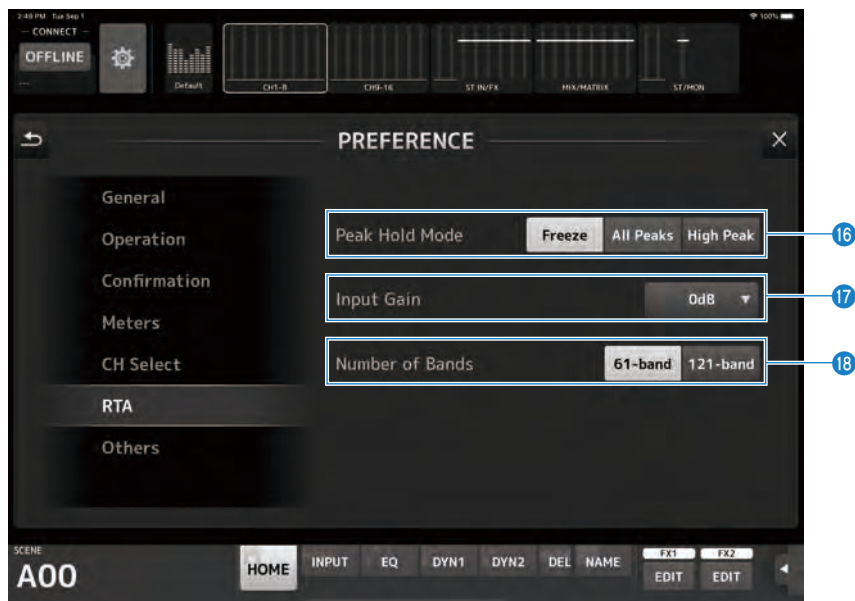 2:49 PM Tue Sep 1
100%
CONNECT
OFFLINE
---
Default
CH1-8
CH9-16
ST IN/FX
MIX/MATRIX
ST/MON
PREFERENCE
General
Operation
Confirmation
Meters
CH Select
RTA
Others
Peak Hold Mode Freeze All Peaks High Peak 16
Input Gain 0dB ▼ 17
Number of Bands 61-band 121-band 18
SCENE
A00
HOME INPUT EQ DYN1 DYN2 DEL NAME
FX1 EDIT
FX2 EDIT